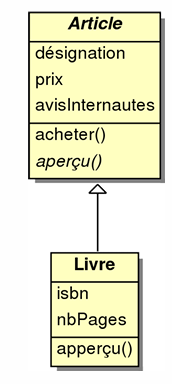 Article
désignation
prix
avisInternautes
acheter()
aperçu()
Livre
isbn
nbPages
apperçu()